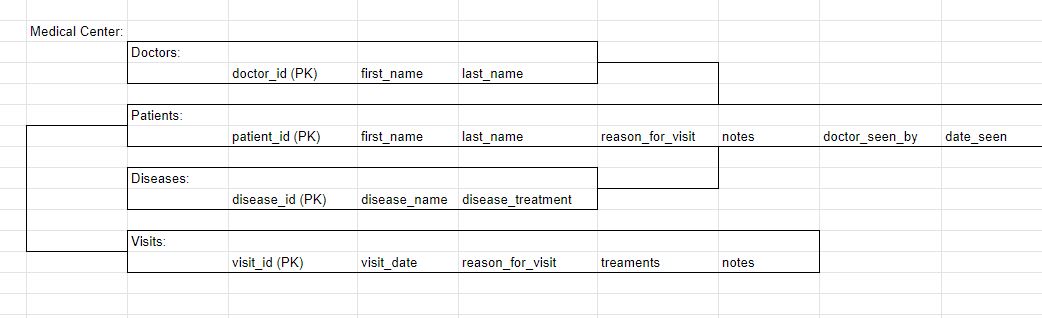 Medical Center:
Doctors:
doctor_id (PK) first_name last_name
Patients:
patient_id (PK) first_name last_name reason_for_visit notes doctor_seen_by date_seen
Diseases:
disease_id (PK) disease_name disease_treatment
Visits:
visit_id (PK) visit_date reason_for_visit treaments notes